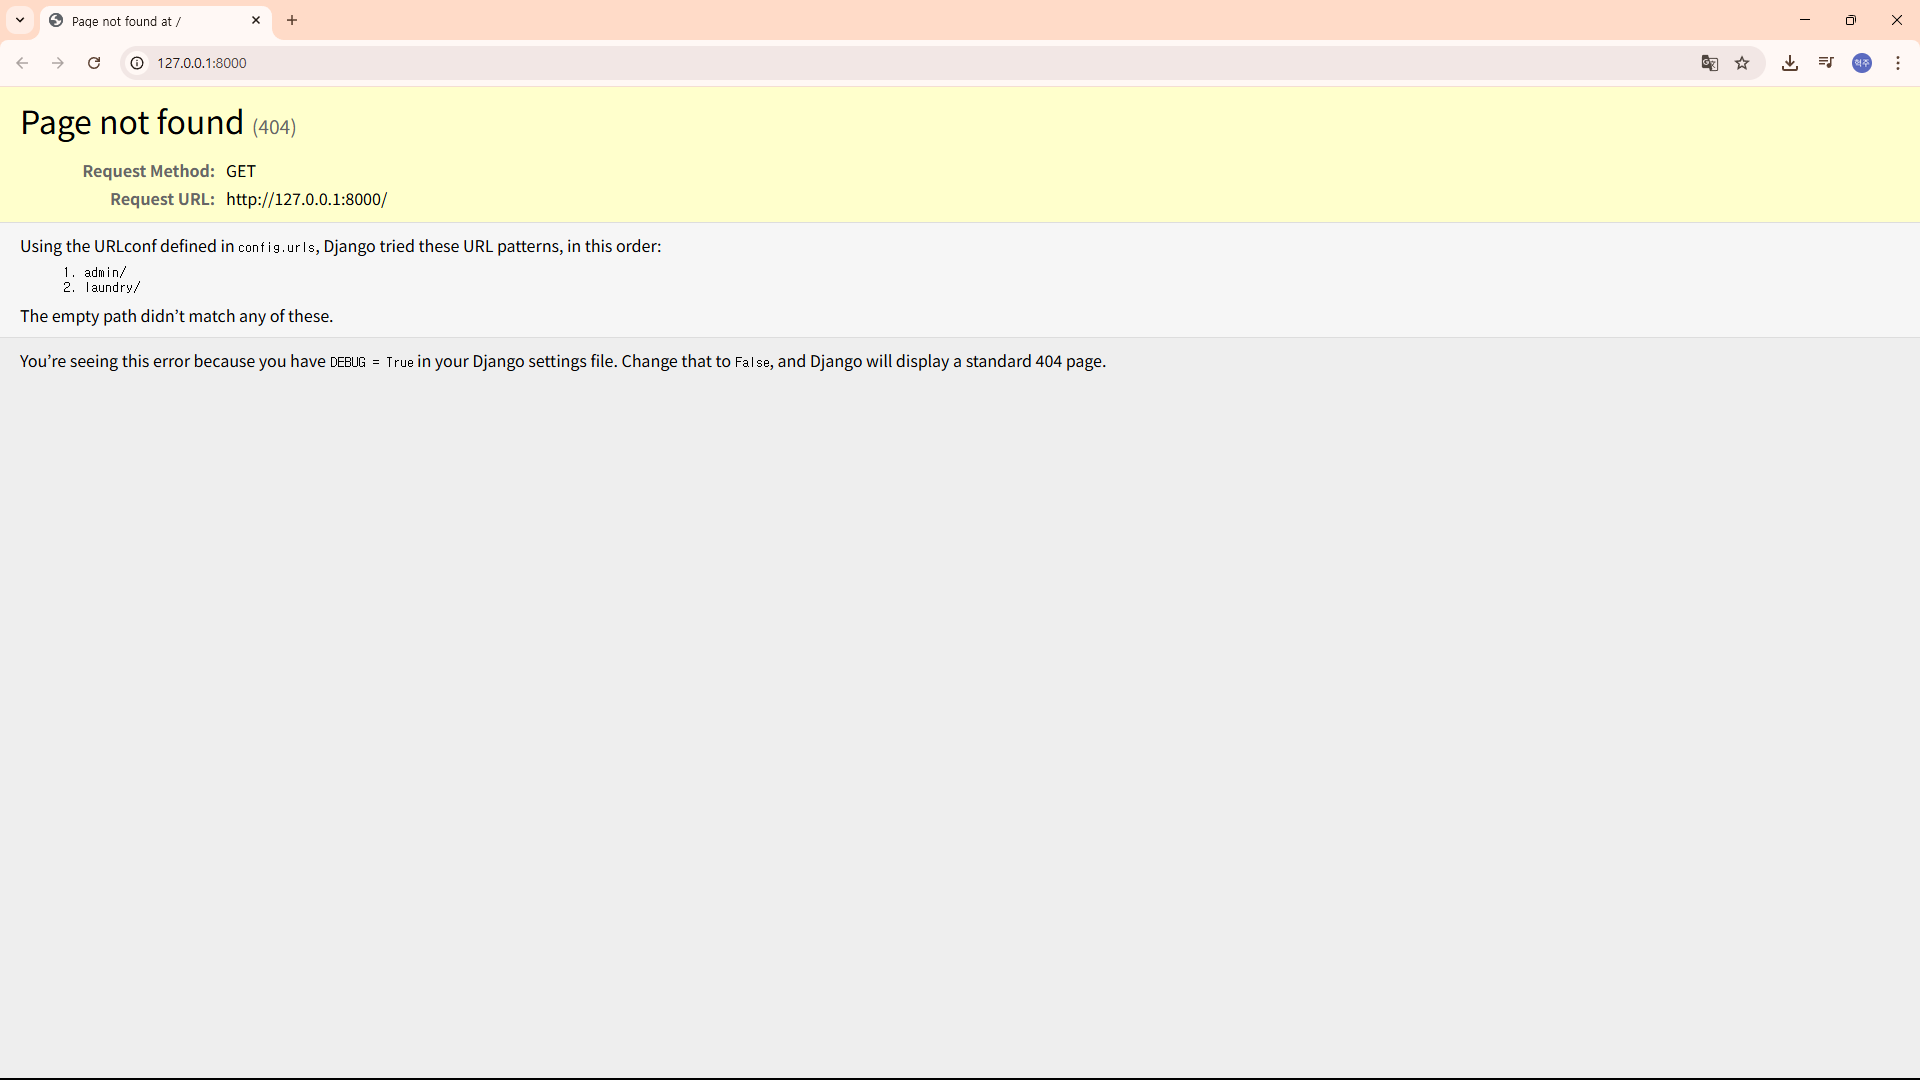 Page not found at /
127.0.0.1:8000
혁주
Page not found (404)
Request Method: GET
Request URL: http://127.0.0.1:8000/
Using the URLconf defined in config.urls, Django tried these URL patterns, in this order:
1. admin/
2. laundry/
The empty path didn’t match any of these.
You’re seeing this error because you have DEBUG = True in your Django settings file. Change that to False, and Django will display a standard 404 page.